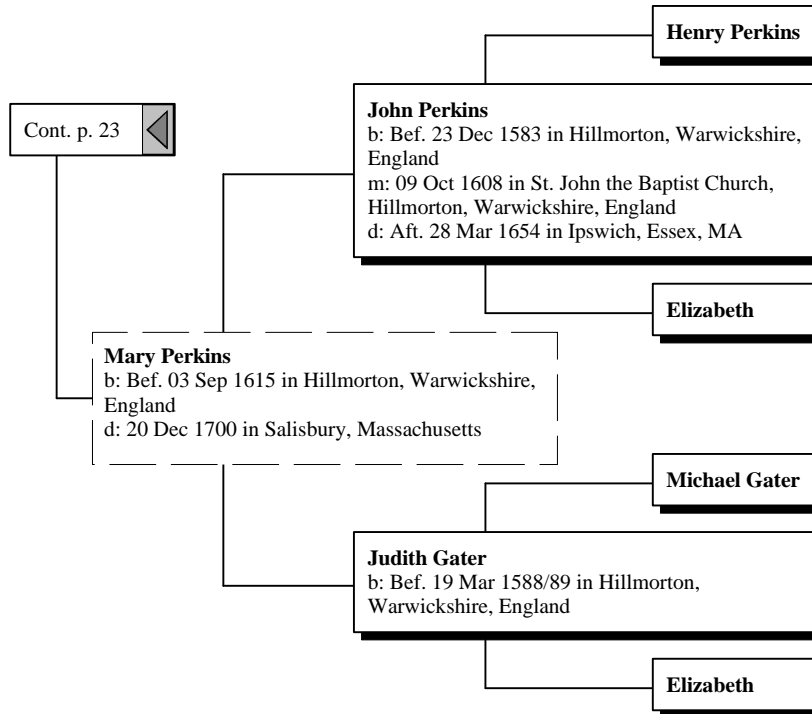 Henry Perkins
John Perkins
b: Bef. 23 Dec 1583 in Hillmorton, Warwickshire,
England
m: 09 Oct 1608 in St. John the Baptist Church,
Hillmorton, Warwickshire, England
d: Aft. 28 Mar 1654 in Ipswich, Essex, MA
Cont. p. 23
Elizabeth
Mary Perkins
b: Bef. 03 Sep 1615 in Hillmorton, Warwickshire,
England
d: 20 Dec 1700 in Salisbury, Massachusetts
Michael Gater
Judith Gater
b: Bef. 19 Mar 1588/89 in Hillmorton,
Warwickshire, England
Elizabeth